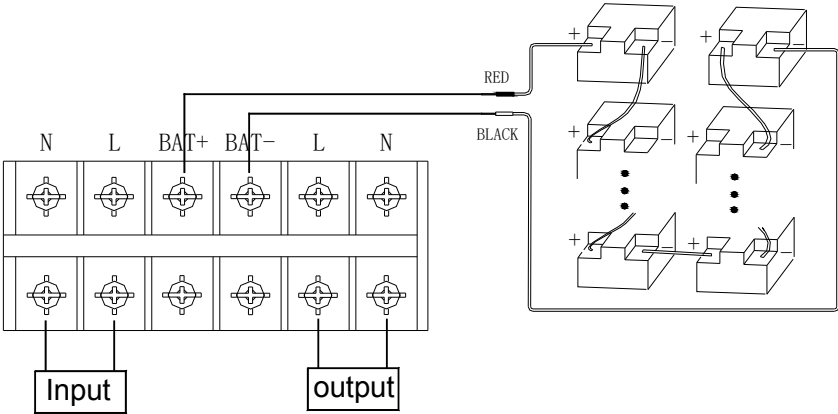 RED
BLACK
N L BAT+ BAT- L N
+ - + -
+ - + -
+ - + -
Input output